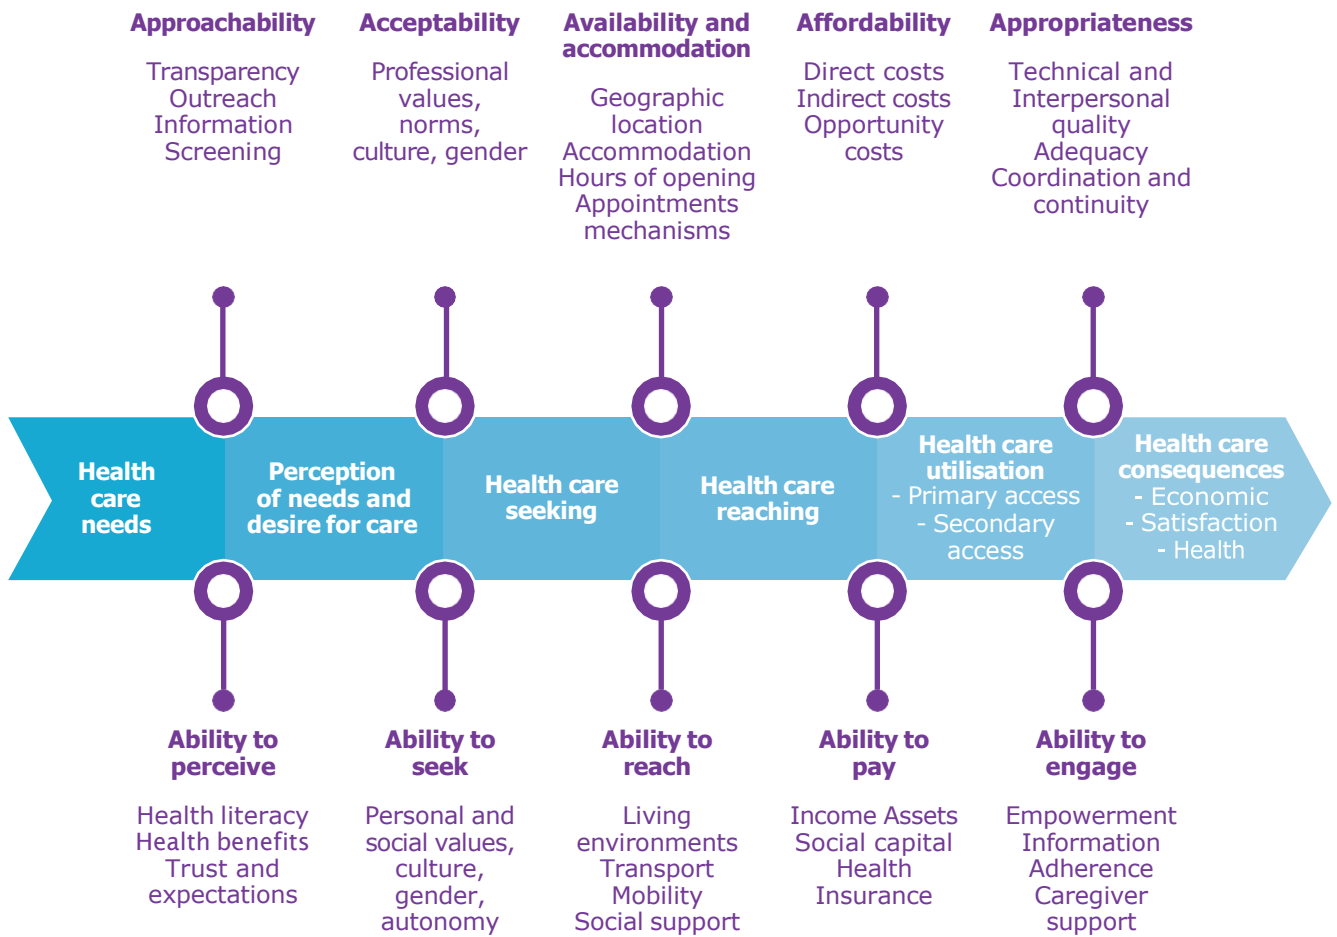 Approachability
Transparency
Outreach
Information
Screening
Acceptability
Professional
values,
norms,
culture, gender
Availability and
accommodation
Geographic
location
Accommodation
Hours of opening
Appointments
mechanisms
Affordability
Direct costs
Indirect costs
Opportunity
costs
Appropriateness
Technical and
Interpersonal
quality
Adequacy
Coordination and
continuity
Health
care
needs
Perception
of needs and
desire for care
Health care
seeking
Health care
reaching
Health care
utilisation
- Primary access
- Secondary
access
Health care
consequences
- Economic
- Satisfaction
- Health
Ability to
perceive
Health literacy
Health benefits
Trust and
expectations
Ability to
seek
Personal and
social values,
culture,
gender,
autonomy
Ability to
reach
Living
environments
Transport
Mobility
Social support
Ability to
pay
Income Assets
Social capital
Health
Insurance
Ability to
engage
Empowerment
Information
Adherence
Caregiver
support